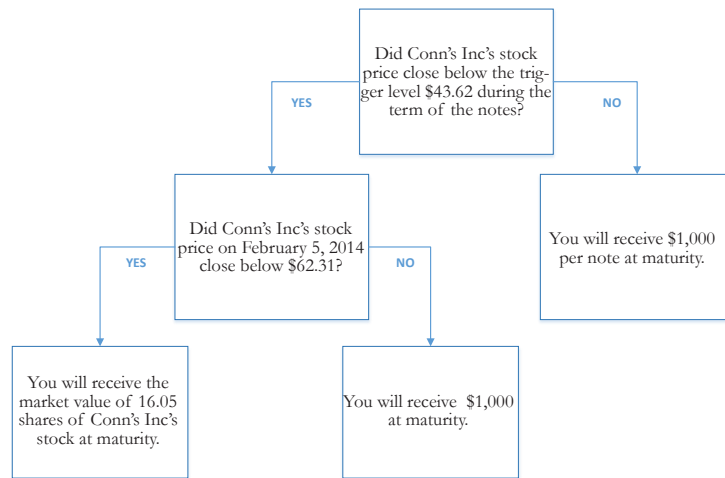 Did Conn's Inc's stock
price close below the trig-
ger level $43.62 during the
term of the notes?
YES
NO
Did Conn's Inc's stock
price on February 5, 2014
close below $62.31?
You will receive $1,000
per note at maturity.
YES
NO
You will receive the
market value of 16.05
shares of Conn's Inc's
stock at maturity.
You will receive $1,000
at maturity.